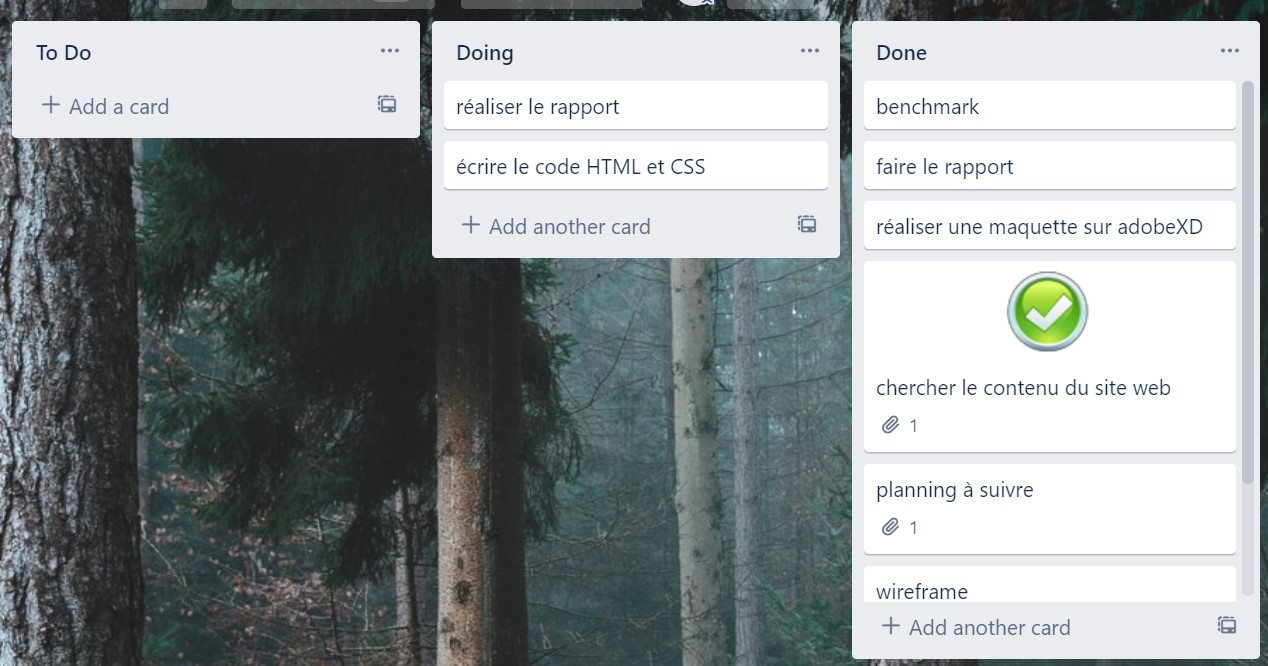 To Do
Add a card
Doing
réaliser le rapport
écrire le code HTML et CSS
Add another card
Done
benchmark
faire le rapport
réaliser une maquette sur adobeXD
chercher le contenu du site web
1
planning à suivre
1
wireframe
Add another card